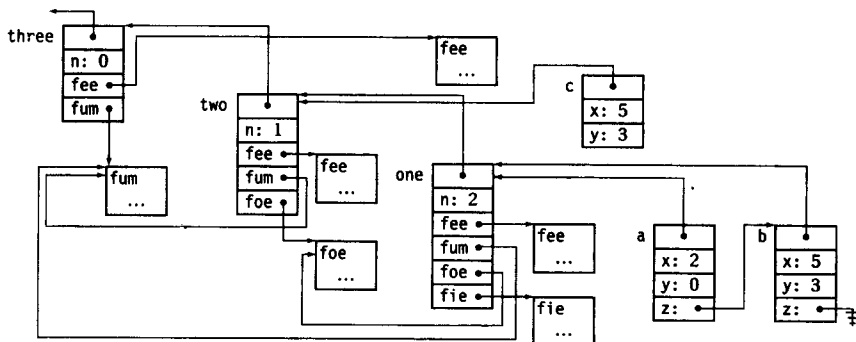 three
n: 0
fee
fum
fee
...
fum
...
two
n: 1
fee
fum
foe
fee
...
foe
...
c
x: 5
y: 3
one
n: 2
fee
fum
foe
fie
fee
...
fie
...
a
x: 2
y: 0
z:
b
x: 5
y: 3
z: